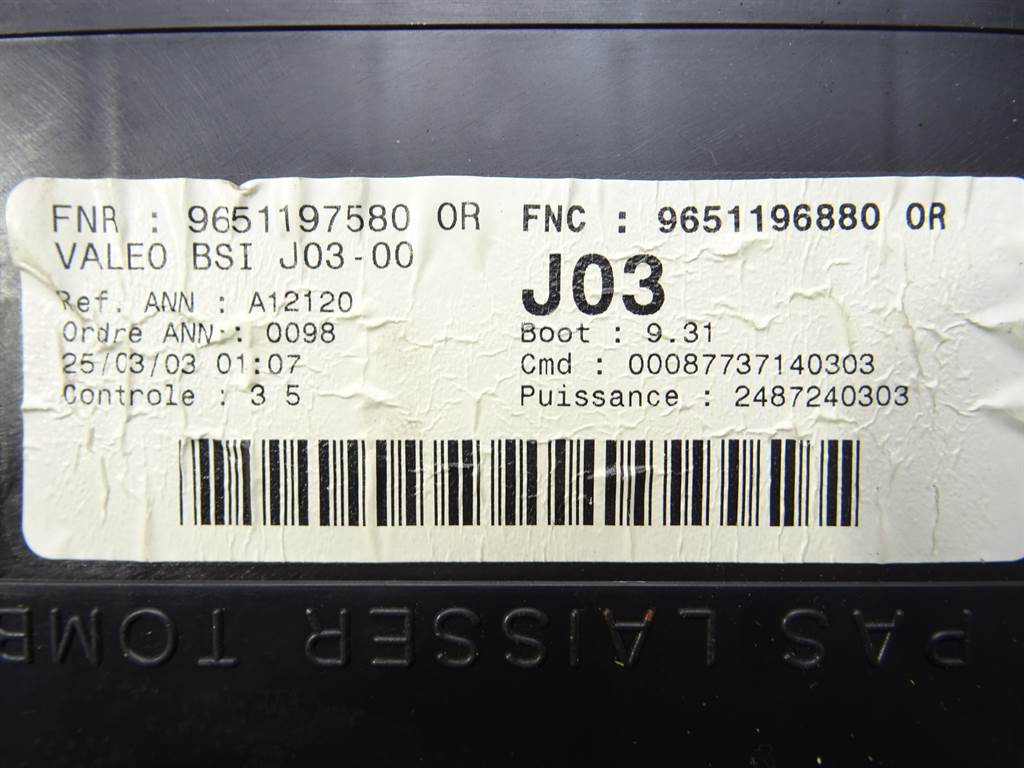 FNR : 9651197580 OR
VALEO BSI J03-00
Ref. ANN : A12120
Ordre ANN : 0098
25/03/03 01:07
Controle : 3 5
FNC : 9651196880 OR
J03
Boot : 9.31
Cmd : 00087737140303
Puissance : 2487240303
PAS LAISSER